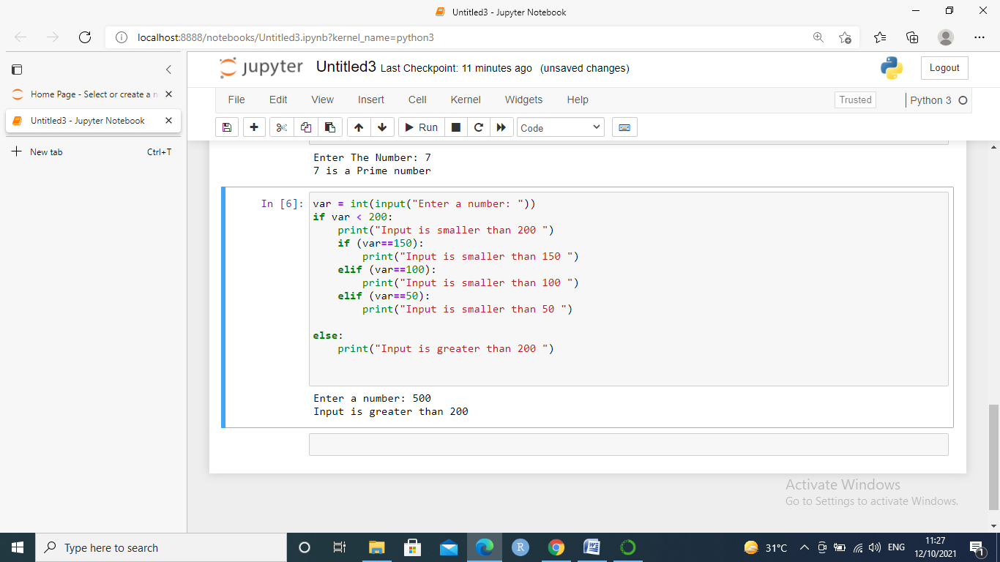 Untitled3 - Jupyter Notebook
localhost:8888/notebooks/Untitled3.ipynb?kernel_name=python3
Home Page - Select or create a n
Untitled3 - Jupyter Notebook
New tab Ctrl+T
jupyter Untitled3 Last Checkpoint: 11 minutes ago (unsaved changes) Logout
File Edit View Insert Cell Kernel Widgets Help Trusted Python 3
Run Code
Enter The Number: 7
7 is a Prime number
In [6]: var = int(input("Enter a number: "))
if var < 200:
    print("Input is smaller than 200 ")
    if (var==150):
        print("Input is smaller than 150 ")
    elif (var==100):
        print("Input is smaller than 100 ")
    elif (var==50):
        print("Input is smaller than 50 ")
else:
    print("Input is greater than 200 ")
Enter a number: 500
Input is greater than 200
Activate Windows
Go to Settings to activate Windows.
Type here to search
R
W
31°C
ENG
11:27
12/10/2021
1